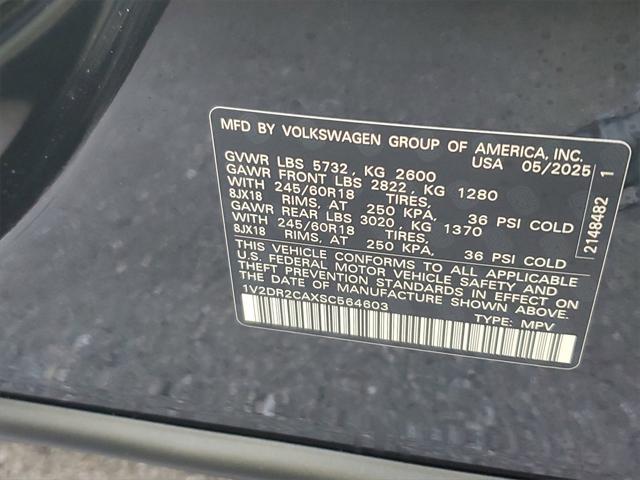 MFD BY VOLKSWAGEN GROUP OF AMERICA, INC.
USA 05/2025
GVWR LBS 5732, KG 2600
GAWR FRONT LBS 2822, KG 1280
WITH 245/60R18 TIRES,
8JX18 RIMS, AT 250 KPA, 36 PSI COLD
GAWR REAR LBS 3020, KG 1370
WITH 245/60R18 TIRES,
8JX18 RIMS, AT 250 KPA, 36 PSI COLD
THIS VEHICLE CONFORMS TO ALL APPLICABLE
U.S. FEDERAL MOTOR VEHICLE SAFETY AND
THEFT PREVENTION STANDARDS IN EFFECT ON
THE DATE OF MANUFACTURE SHOWN ABOVE.
1V2DR2CAXSC564603
TYPE: MPV
2148482 1